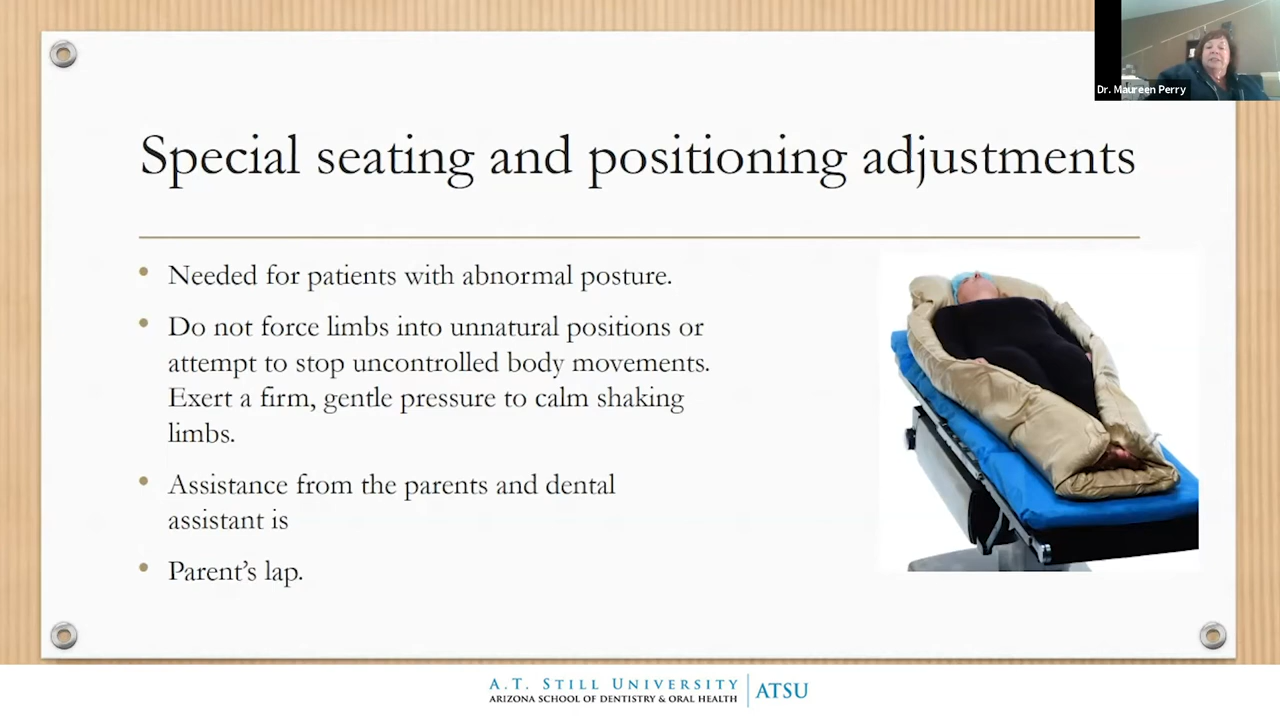 Dr. Maureen Perry
Special seating and positioning adjustments
• Needed for patients with abnormal posture.
• Do not force limbs into unnatural positions or
attempt to stop uncontrolled body movements.
Exert a firm, gentle pressure to calm shaking
limbs.
• Assistance from the parents and dental
assistant is
• Parent’s lap.
A.T. STILL UNIVERSITY
ARIZONA SCHOOL OF DENTISTRY & ORAL HEALTH
ATSU